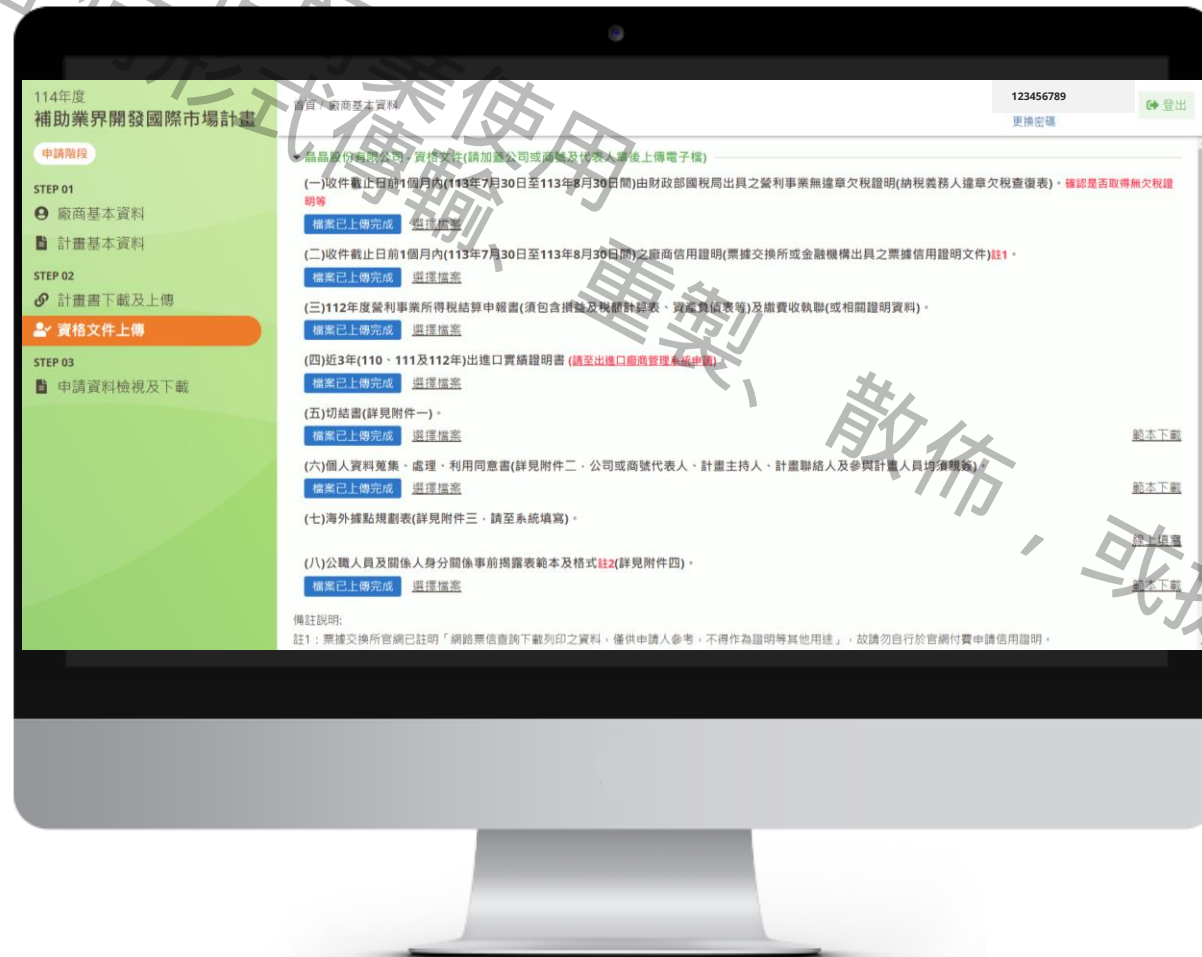 114年度
補助業界開發國際市場計畫
申請階段
STEP 01
廠商基本資料
計畫基本資料
STEP 02
計畫書下載及上傳
資格文件上傳
STEP 03
申請資料檢視及下載
首頁 / 廠商基本資料
123456789
更換密碼
登出
晶晶股份有限公司 - 資格文件(請加蓋公司或商號及代表人章後上傳電子檔)
(一)收件截止日前1個月內(113年7月30日至113年8月30日間)由財政部國稅局出具之營利事業無違章欠稅證明(納稅義務人違章欠稅查復表)。確認是否取得無欠稅證
明等
檔案已上傳完成 選擇檔案
(二)收件截止日前1個月內(113年7月30日至113年8月30日間)之廠商信用證明(票據交換所或金融機構出具之票據信用證明文件)註1。
檔案已上傳完成 選擇檔案
(三)112年度營利事業所得稅結算申報書(須包含損益及稅額計算表、資產負債表等)及繳費收執聯(或相關證明資料)。
檔案已上傳完成 選擇檔案
(四)近3年(110、111及112年)出進口實績證明書 (請至出進口廠商管理系統申請)。
檔案已上傳完成 選擇檔案
(五)切結書(詳見附件一)。
檔案已上傳完成 選擇檔案 範本下載
(六)個人資料蒐集、處理、利用同意書(詳見附件二,公司或商號代表人、計畫主持人、計畫聯絡人及參與計畫人員均須親簽)。
檔案已上傳完成 選擇檔案 範本下載
(七)海外據點規劃表(詳見附件三,請至系統填寫)。
線上填寫
(八)公職人員及關係人身分關係事前揭露表範本及格式註2(詳見附件四)。
檔案已上傳完成 選擇檔案 範本下載
備註說明:
註1:票據交換所官網已註明「網路票信查詢下載列印之資料,僅供申請人參考,不得作為證明等其他用途」,故請勿自行於官網付費申請信用證明。
商業使用
形式傳輸、重製、散佈,或